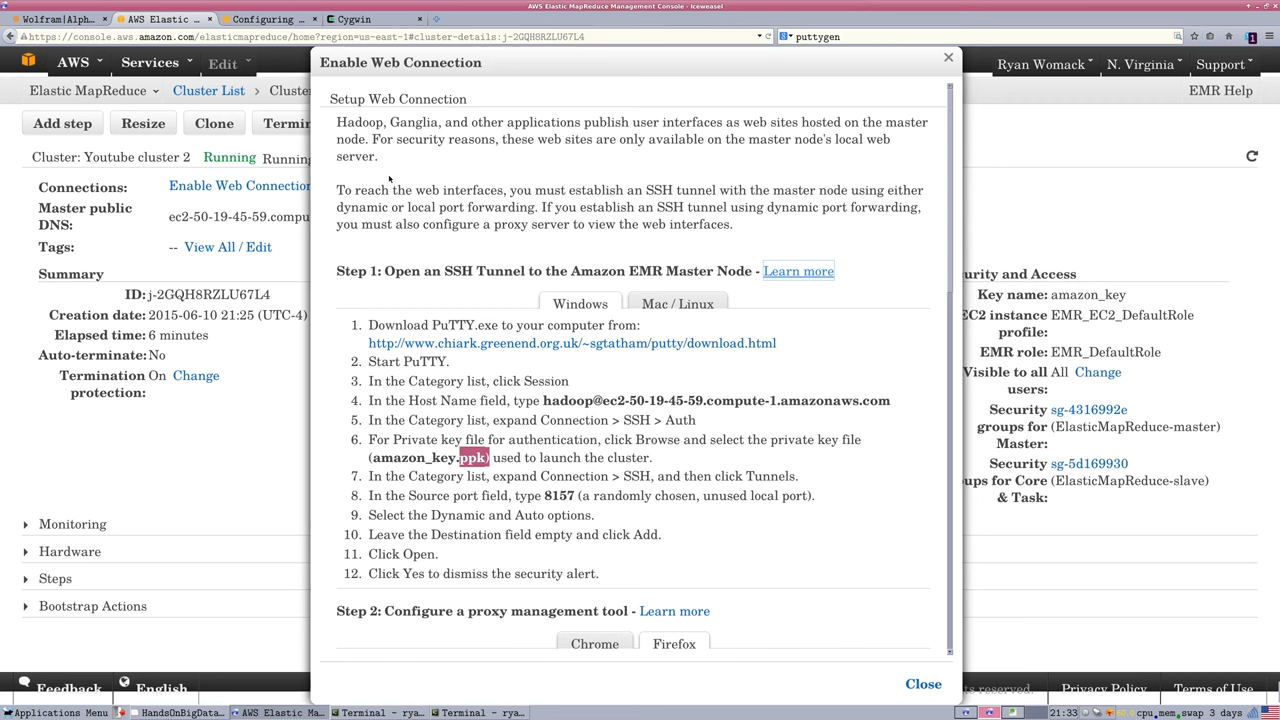 AWS Elastic MapReduce Management Console - Iceweasel
Wolfram|Alph...
AWS Elastic ...
Configuring ...
Cygwin
https://console.aws.amazon.com/elasticmapreduce/home?region=us-east-1#cluster-details:j-2GQH8RZLU67L4
puttygen
AWS
Services
Edit
Ryan Womack
N. Virginia
Support
Elastic MapReduce
Cluster List
Cluste
EMR Help
Add step
Resize
Clone
Termin
Cluster: Youtube cluster 2
Running
Running
Connections:
Enable Web Connection
Master public DNS:
ec2-50-19-45-59.compu
Tags:
-- View All / Edit
Summary
ID: j-2GQH8RZLU67L4
Creation date: 2015-06-10 21:25 (UTC-4)
Elapsed time: 6 minutes
Auto-terminate: No
Termination protection:
On Change
Monitoring
Hardware
Steps
Bootstrap Actions
Enable Web Connection
Setup Web Connection
Hadoop, Ganglia, and other applications publish user interfaces as web sites hosted on the master
node. For security reasons, these web sites are only available on the master node's local web
server.
To reach the web interfaces, you must establish an SSH tunnel with the master node using either
dynamic or local port forwarding. If you establish an SSH tunnel using dynamic port forwarding,
you must also configure a proxy server to view the web interfaces.
Step 1: Open an SSH Tunnel to the Amazon EMR Master Node - Learn more
Windows
Mac / Linux
1. Download PuTTY.exe to your computer from:
http://www.chiark.greenend.org.uk/~sgtatham/putty/download.html
2. Start PuTTY.
3. In the Category list, click Session
4. In the Host Name field, type hadoop@ec2-50-19-45-59.compute-1.amazonaws.com
5. In the Category list, expand Connection > SSH > Auth
6. For Private key file for authentication, click Browse and select the private key file
(amazon_key.ppk) used to launch the cluster.
7. In the Category list, expand Connection > SSH, and then click Tunnels.
8. In the Source port field, type 8157 (a randomly chosen, unused local port).
9. Select the Dynamic and Auto options.
10. Leave the Destination field empty and click Add.
11. Click Open.
12. Click Yes to dismiss the security alert.
Step 2: Configure a proxy management tool - Learn more
Chrome
Firefox
Close
urity and Access
Key name: amazon_key
EC2 instance profile:
EMR_EC2_DefaultRole
EMR role: EMR_DefaultRole
Visible to all users:
All Change
Security groups for Master:
sg-4316992e
(ElasticMapReduce-master)
Security
sg-5d169930
ups for Core & Task:
(ElasticMapReduce-slave)
Feedback
English
s reserved.
Privacy Policy
Terms of Use
Applications Menu
HandsOnBigData...
AWS Elastic Ma...
Terminal - rya...
Terminal - rya...
21:33
cpu
mem
swap
3 days